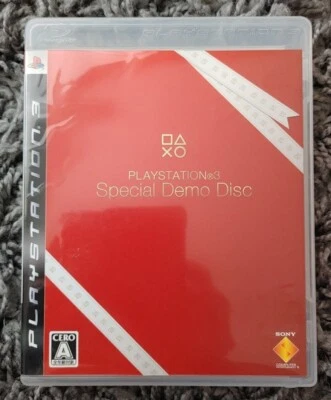 PLAYSTATION 3
PLAYSTATION®3
Special Demo Disc
CERO
A
SONY